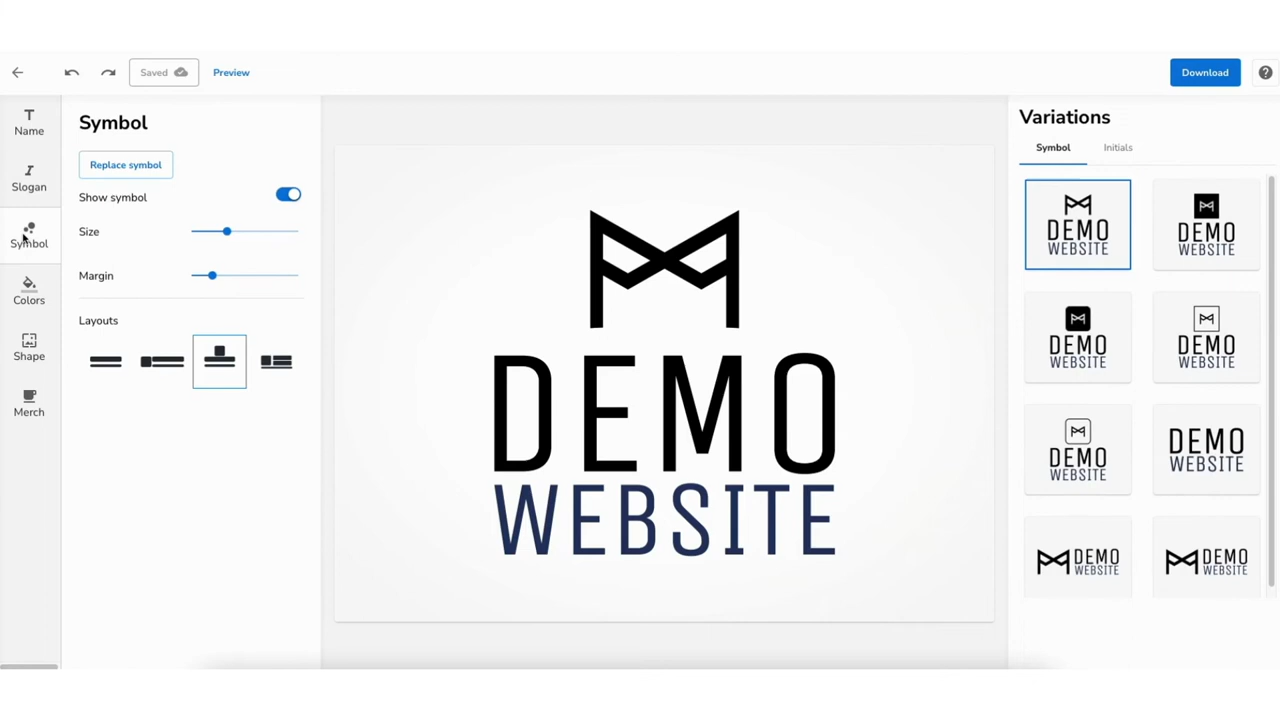 Saved
Preview
Download
Name
Slogan
Symbol
Colors
Shape
Merch
Symbol
Replace symbol
Show symbol
Size
Margin
Layouts
DEMO
WEBSITE
Variations
Symbol
Initials
DEMO
WEBSITE
DEMO
WEBSITE
DEMO
WEBSITE
DEMO
WEBSITE
DEMO
WEBSITE
DEMO
WEBSITE
DEMO
WEBSITE
DEMO
WEBSITE